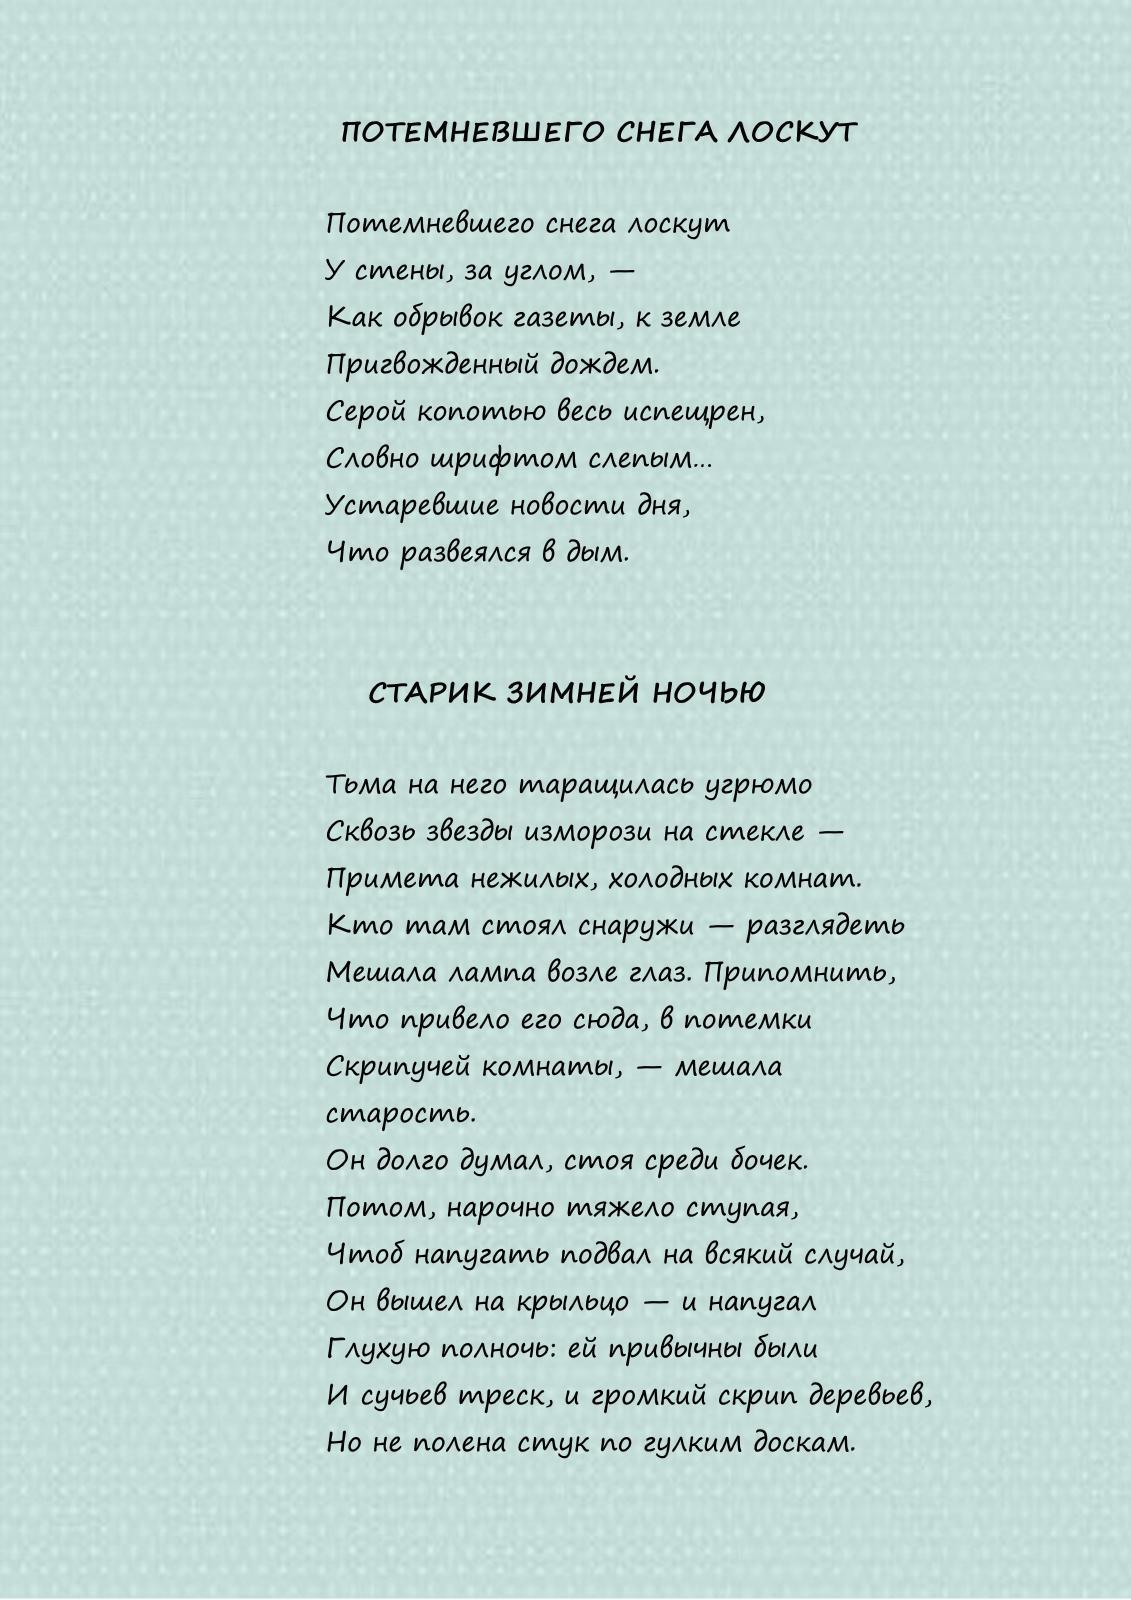 ПОТЕМНЕВШЕГО СНЕГА ЛОСКУТ
Потемневшего снега лоскут
У стены, за углом, —
Как обрывок газеты, к земле
Пригвожденный дождем.
Серой копотью весь испещрен,
Словно шрифтом слепым...
Устаревшие новости дня,
Что развеялся в дым.
СТАРИК ЗИМНЕЙ НОЧЬЮ
Тьма на него таращилась угрюмо
Сквозь звезды изморози на стекле —
Примета нежилых, холодных комнат.
Кто там стоял снаружи — разглядеть
Мешала лампа возле глаз. Припомнить,
Что привело его сюда, в потемки
Скрипучей комнаты, — мешала
старость.
Он долго думал, стоя среди бочек.
Потом, нарочно тяжело ступая,
Чтоб напугать подвал на всякий случай,
Он вышел на крыльцо — и напугал
Глухую полночь: ей привычны были
И сучьев треск, и громкий скрип деревьев,
Но не полена стук по гулким доскам.